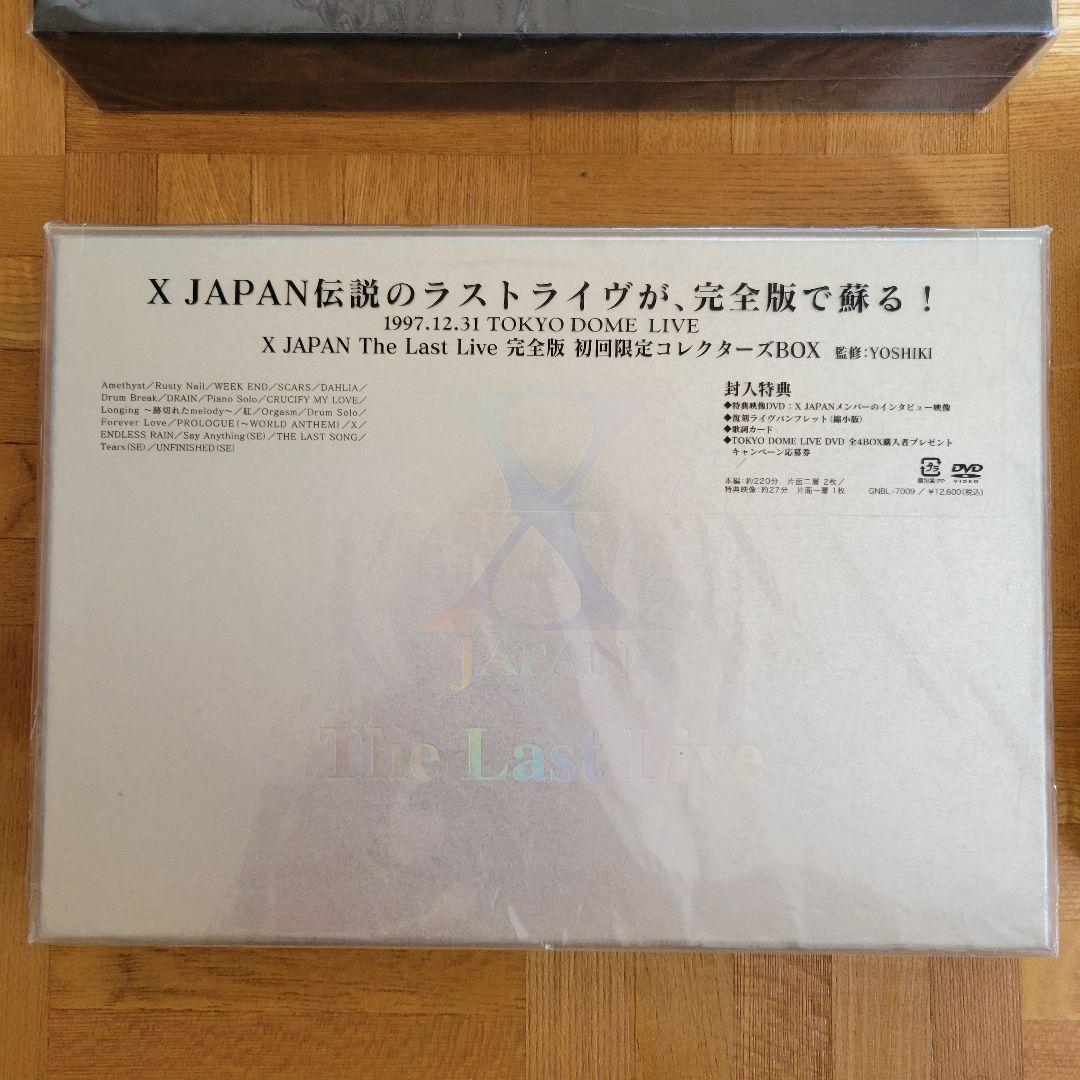 X JAPAN伝説のラストライヴが、完全版で蘇る！
1997.12.31 TOKYO DOME LIVE
X JAPAN The Last Live 完全版 初回限定コレクターズBOX 監修：YOSHIKI
Amethyst／Rusty Nail／WEEK END／SCARS／DAHLIA／
Drum Break／DRAIN／Piano Solo／CRUCIFY MY LOVE／
Longing ～跡切れたmelody～／紅／Orgasm／Drum Solo／
Forever Love／PROLOGUE(～WORLD ANTHEM)／X／
ENDLESS RAIN／Say Anything(SE)／THE LAST SONG／
Tears(SE)／UNFINISHED(SE)
封入特典
◆特典映像DVD：X JAPANメンバーのインタビュー映像
◆復刻ライヴパンフレット(縮小版)
◆歌詞カード
◆TOKYO DOME LIVE DVD 全4BOX購入者プレゼント
キャンペーン応募券
プラ
個包装:PP
DVD
VIDEO
本編：約220分 片面二層 2枚／
特典映像：約27分 片面一層 1枚
GNBL-7009 ／ ¥12,600(税込)
X
JAPAN
The Last Live